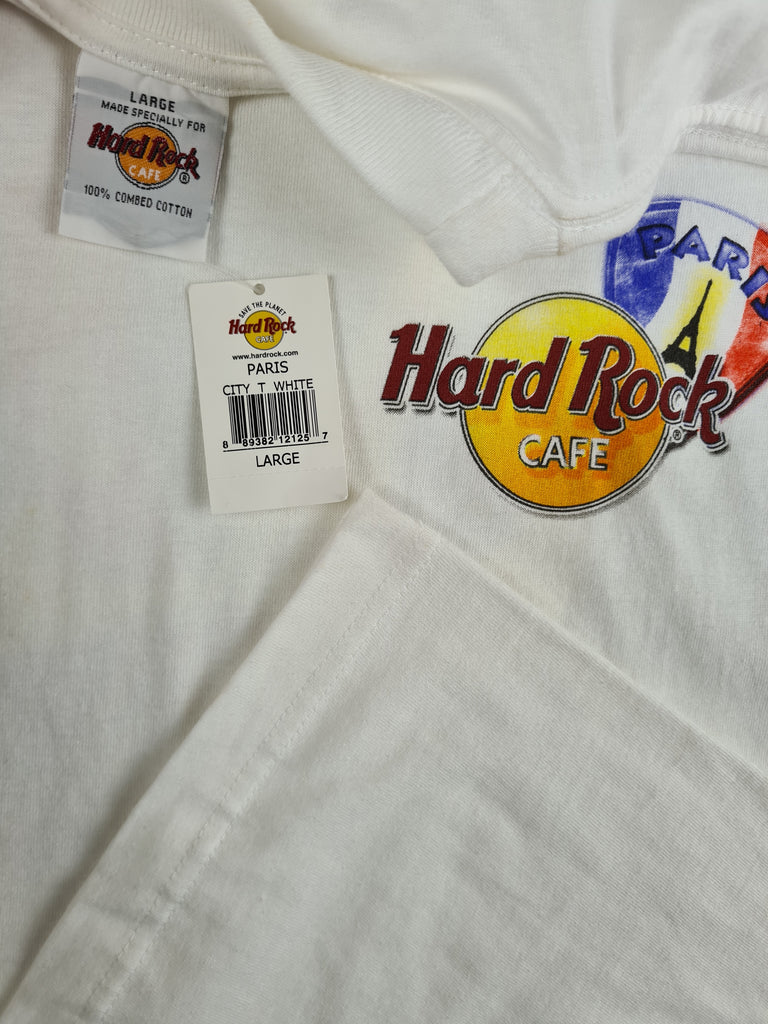 LARGE
MADE SPECIALLY FOR
Hard Rock
CAFE ®
100% COMBED COTTON
SAVE THE PLANET
Hard Rock
CAFE
www.hardrock.com
PARIS
CITY T WHITE
8 89382 12125 7
LARGE
PARIS
Hard Rock
CAFE ®